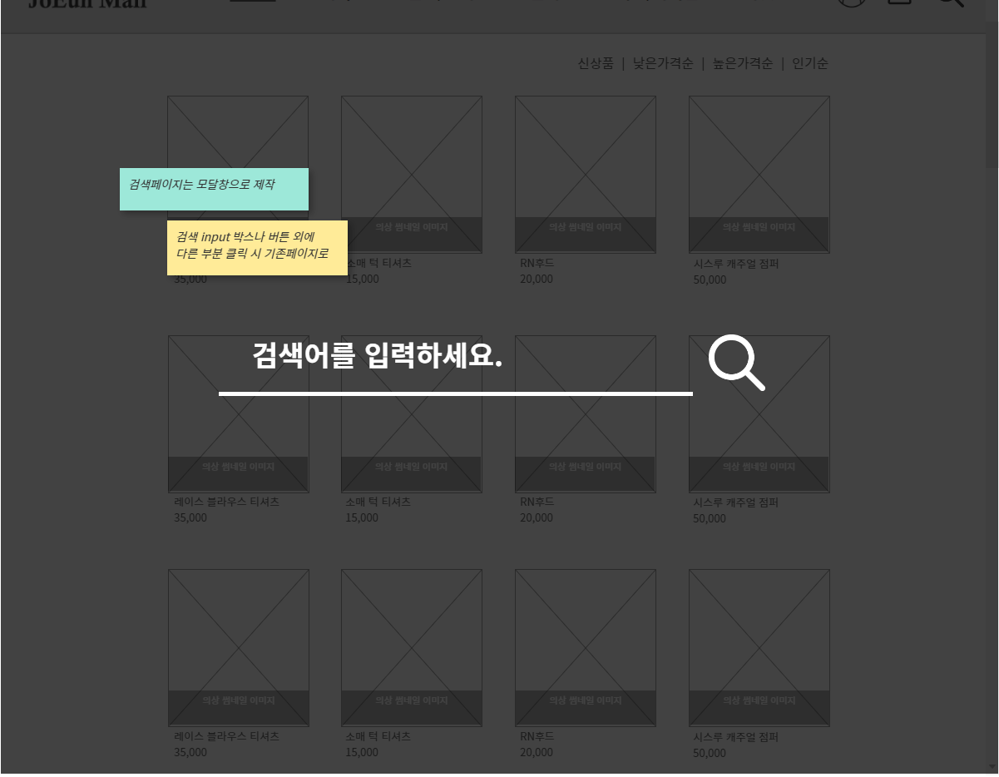 JoEun Mall
신상품 | 낮은가격순 | 높은가격순 | 인기순
검색페이지는 모달창으로 제작
의상 썸네일 이미지 의상 썸네일 이미지 의상 썸네일 이미지
검색 input 박스나 버튼 외에
다른 부분 클릭 시 기존페이지로
소매 턱 티셔츠 RN후드 시스루 캐주얼 점퍼
35,000 15,000 20,000 50,000
검색어를 입력하세요.
의상 썸네일 이미지 의상 썸네일 이미지 의상 썸네일 이미지 의상 썸네일 이미지
레이스 블라우스 티셔츠 소매 턱 티셔츠 RN후드 시스루 캐주얼 점퍼
35,000 15,000 20,000 50,000
의상 썸네일 이미지 의상 썸네일 이미지 의상 썸네일 이미지 의상 썸네일 이미지
레이스 블라우스 티셔츠 소매 턱 티셔츠 RN후드 시스루 캐주얼 점퍼
35,000 15,000 20,000 50,000